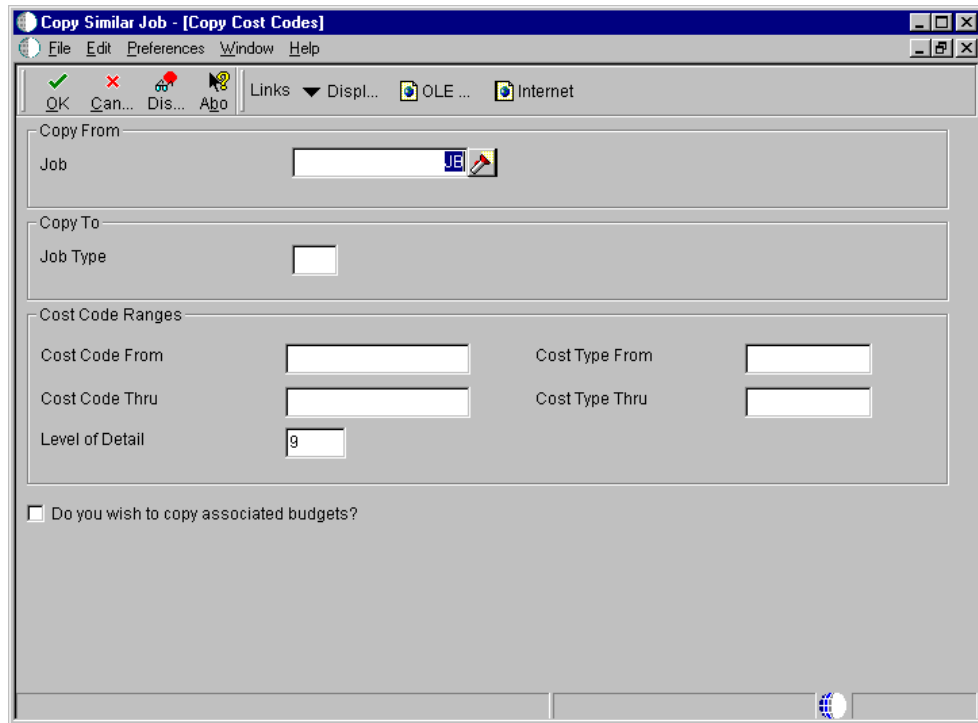 Copy Similar Job - [Copy Cost Codes]
File Edit Preferences Window Help
OK Can... Dis... Abo Links Displ... OLE ... Internet
Copy From
Job JB
Copy To
Job Type
Cost Code Ranges
Cost Code From Cost Type From
Cost Code Thru Cost Type Thru
Level of Detail 9
Do you wish to copy associated budgets?